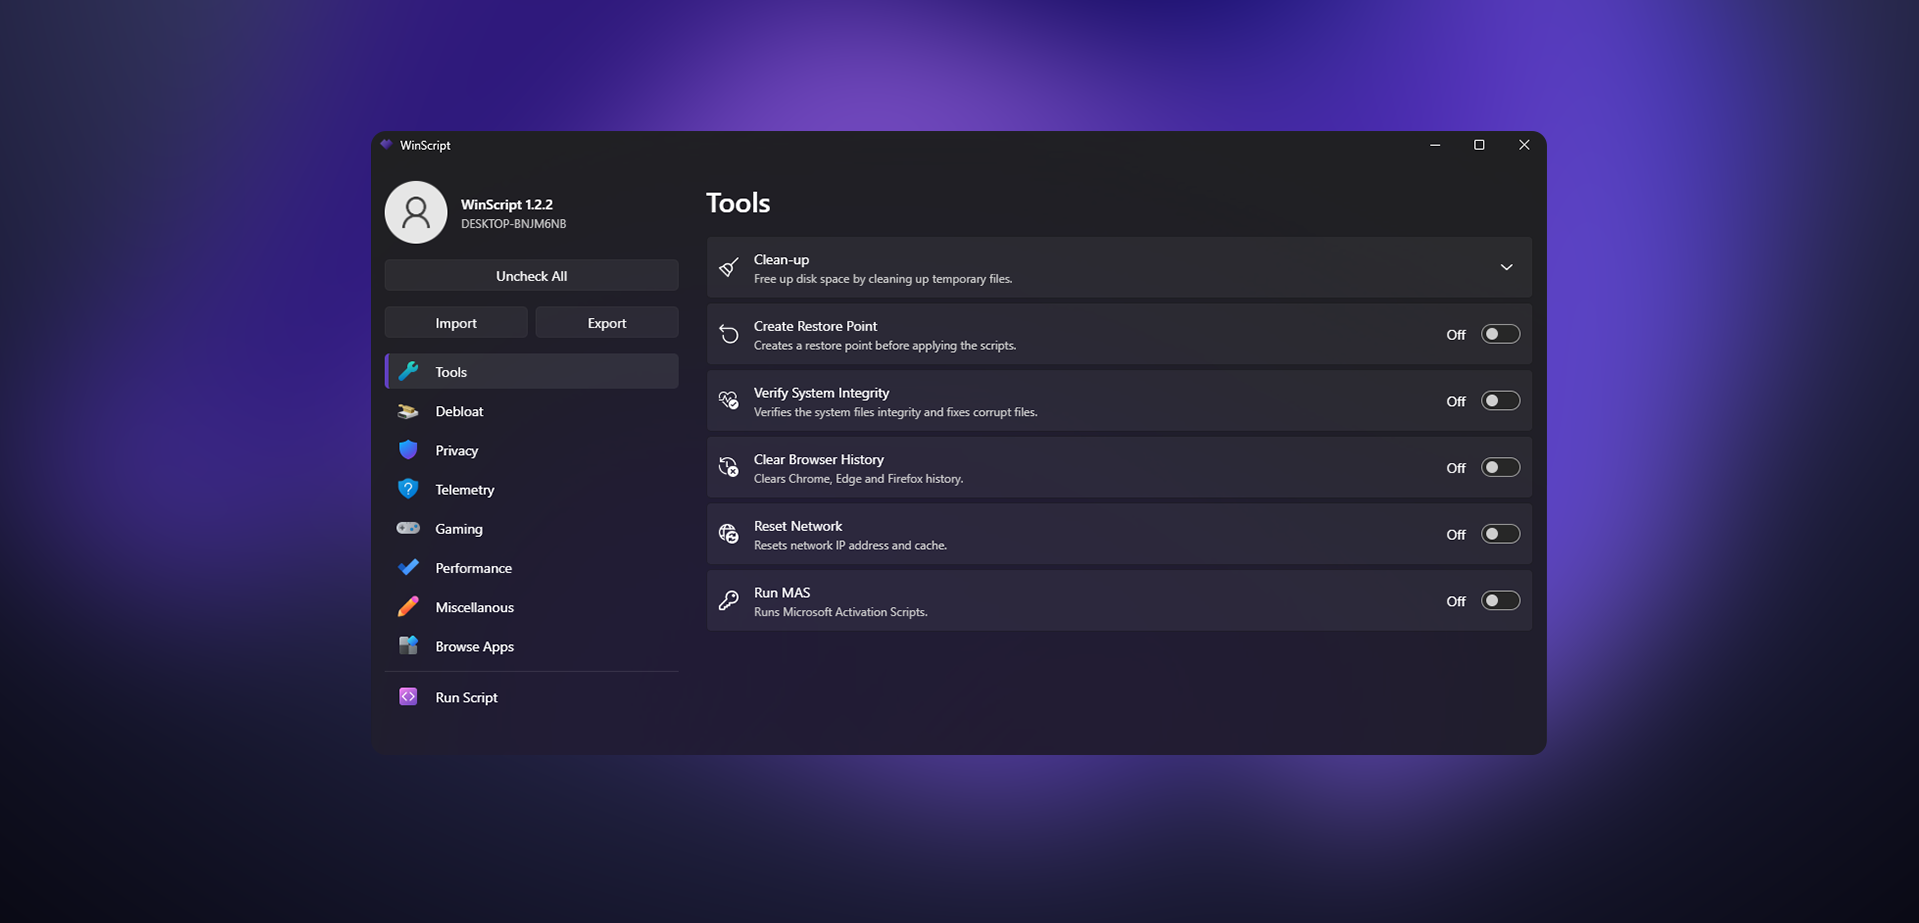 WinScript
WinScript 1.2.2
DESKTOP-BNJM6NB
Uncheck All
Import
Export
Tools
Debloat
Privacy
Telemetry
Gaming
Performance
Miscellanous
Browse Apps
Run Script
Tools
Clean-up
Free up disk space by cleaning up temporary files.
Create Restore Point
Creates a restore point before applying the scripts.
Off
Verify System Integrity
Verifies the system files integrity and fixes corrupt files.
Off
Clear Browser History
Clears Chrome, Edge and Firefox history.
Off
Reset Network
Resets network IP address and cache.
Off
Run MAS
Runs Microsoft Activation Scripts.
Off